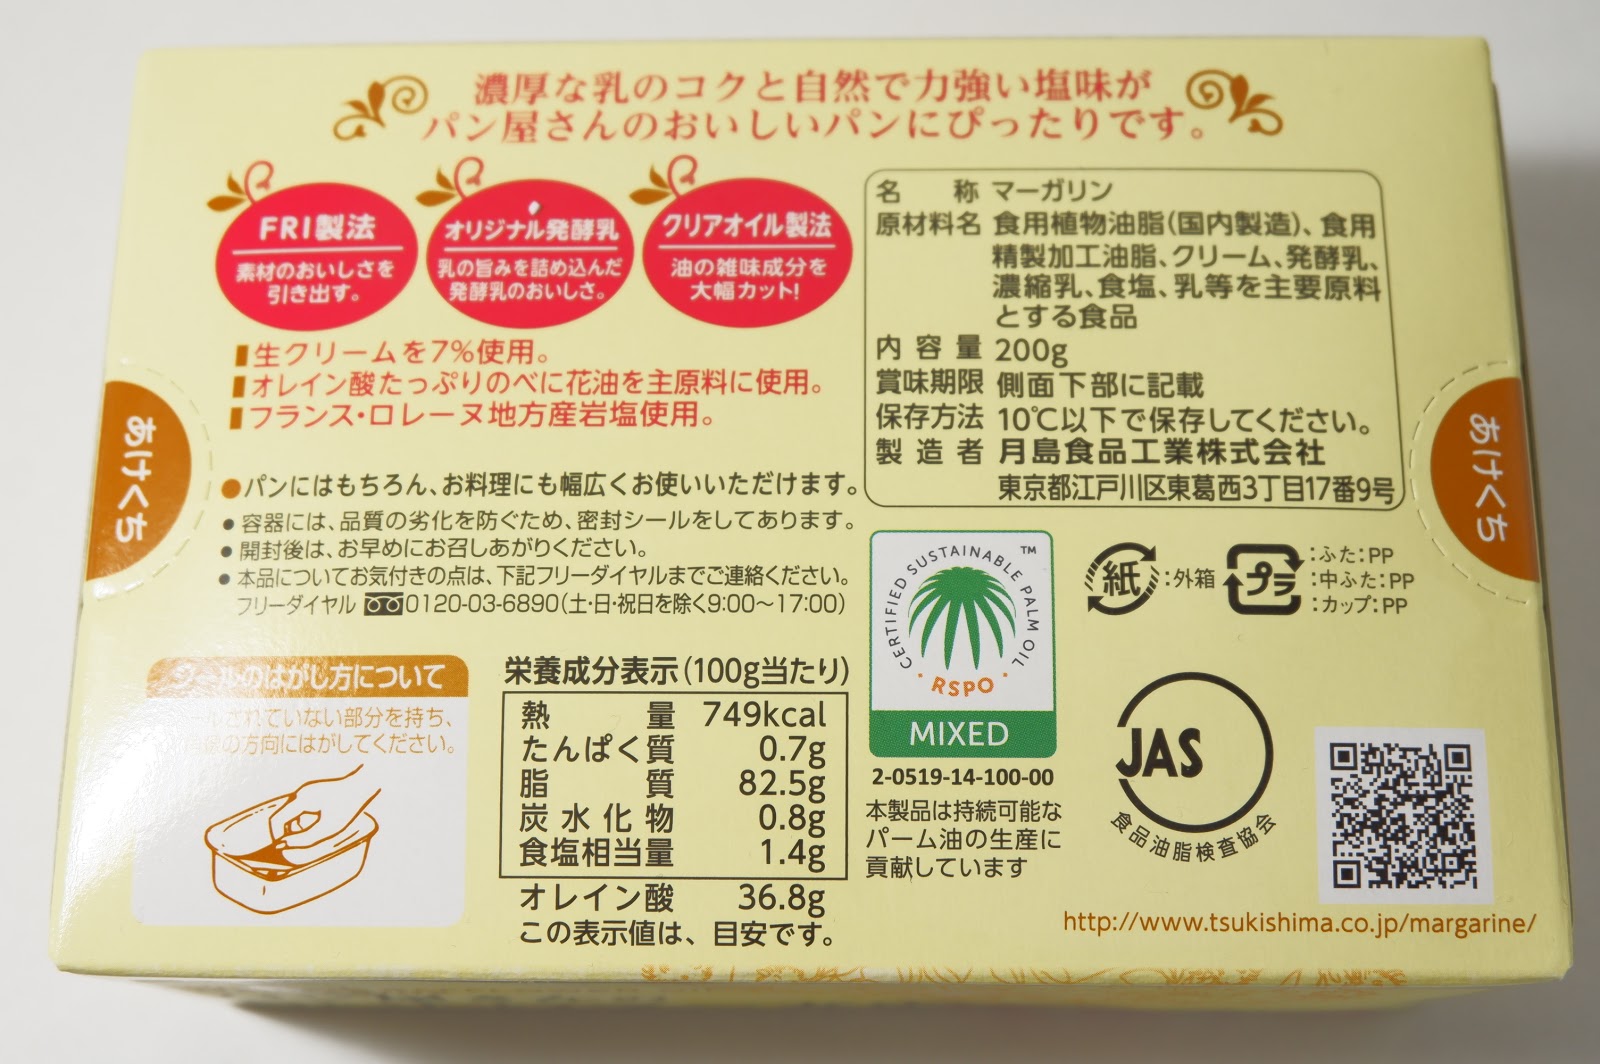 濃厚な乳のコクと自然で力強い塩味が
パン屋さんのおいしいパンにぴったりです。
FRI製法
素材のおいしさを
引き出す。
オリジナル発酵乳
乳の旨みを詰め込んだ
発酵乳のおいしさ。
クリアオイル製法
油の雑味成分を
大幅カット!
生クリームを7%使用。
オレイン酸たっぷりのべに花油を主原料に使用。
フランス・ロレーヌ地方産岩塩使用。
名称 マーガリン
原材料名 食用植物油脂(国内製造)、食用
精製加工油脂、クリーム、発酵乳、
濃縮乳、食塩、乳等を主要原料
とする食品
内容量 200g
賞味期限 側面下部に記載
保存方法 10℃以下で保存してください。
製造者 月島食品工業株式会社
東京都江戸川区東葛西3丁目17番9号
あけくち
あけくち
●パンにはもちろん、お料理にも幅広くお使いいただけます。
●容器には、品質の劣化を防ぐため、密封シールをしてあります。
●開封後は、お早めにお召しあがりください。
●本品についてお気付きの点は、下記フリーダイヤルまでご連絡ください。
フリーダイヤル 0120-03-6890(土・日・祝日を除く9:00〜17:00)
のはがし方について
されていない部分を持ち、
の方向にはがしてください。
栄養成分表示(100g当たり)
熱量 749kcal
たんぱく質 0.7g
脂質 82.5g
炭水化物 0.8g
食塩相当量 1.4g
オレイン酸 36.8g
この表示値は、目安です。
CERTIFIED SUSTAINABLE PALM OIL ™
RSPO
MIXED
2-0519-14-100-00
本製品は持続可能な
パーム油の生産に
貢献しています
紙:外箱
プラ
:ふた:PP
:中ふた:PP
:カップ:PP
JAS
食品油脂検査協会
http://www.tsukishima.co.jp/margarine/